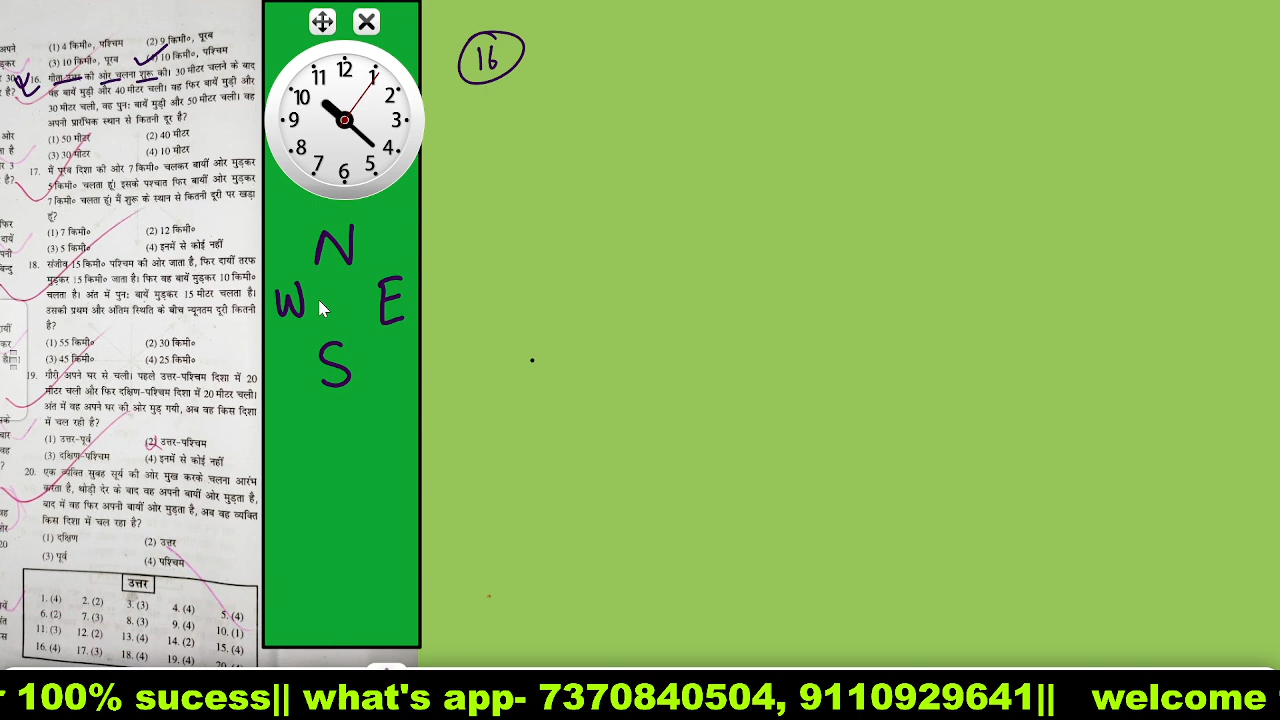 (1) 4 किमी०, पश्चिम (2) 9 किमी०, पूरब
(3) 10 किमी०, पूरब 10 किमी०, पश्चिम
16. गीता की ओर चलना शुरू की। 30 मीटर चलने के बाद
वह बायें मुड़ी और 40 मीटर चली। वह फिर बायें मुड़ी और
30 मीटर चली, वह पुनः बायें मुड़ी और 50 मीटर चली। वह
अपनी प्रारंभिक स्थान से कितनी दूर है?
(1) 50 मीटर (2) 40 मीटर
(3) 30 मीटर (4) 10 मीटर
17. मैं पूरब दिशा की ओर 7 किमी० चलकर बायीं ओर मुड़कर
5 किमी० चलता हूं। इसके पश्चात फिर बायीं ओर मुड़कर
7 किमी० चलता हूं। मैं शुरू के स्थान से कितनी दूरी पर खड़ा
हूं?
(1) 7 किमी० (2) 12 किमी०
(3) 5 किमी० (4) इनमें से कोई नहीं
18. संजीव 15 किमी० पश्चिम की ओर जाता है, फिर दायीं तरफ
मुड़कर 15 किमी० जाता है। फिर वह बायें मुड़कर 10 किमी०
चलता है। अंत में पुनः बायें मुड़कर 15 मीटर चलता है।
उसकी प्रथम और अंतिम स्थिति के बीच न्यूनतम दूरी कितनी
है?
(1) 55 किमी० (2) 30 किमी०
(3) 45 किमी० (4) 25 किमी०
19. गौरी अपने घर से चली। पहले उत्तर-पश्चिम दिशा में 20
मीटर चली और फिर दक्षिण-पश्चिम दिशा में 20 मीटर चली।
अंत में वह अपने घर की ओर मुड़ गयी, अब वह किस दिशा
में चल रही है?
(1) उत्तर-पूर्व (2) उत्तर-पश्चिम
(3) दक्षिण-पश्चिम (4) इनमें से कोई नहीं
20. एक व्यक्ति सुबह सूर्य की ओर मुख करके चलना आरंभ
करता है, थोड़ी देर के बाद वह अपनी बायीं ओर मुड़ता है,
बाद में वह फिर अपनी बायीं ओर मुड़ता है, अब वह व्यक्ति
किस दिशा में चल रहा है?
(1) दक्षिण (2) उत्तर
(3) पूर्व (4) पश्चिम
उत्तर
1. (4) 2. (2) 3. (3) 4. (4) 5. (4)
6. (2) 7. (3) 8. (3) 9. (4) 10. (1)
11. (3) 12. (2) 13. (4) 14. (2) 15. (4)
16. (4) 17. (3) 18. (4) 19. (4)
12 1 2 3 4 5 6 7 8 9 10 11
N
W E
S
16
100% sucess|| what's app- 7370840504, 9110929641|| welcome